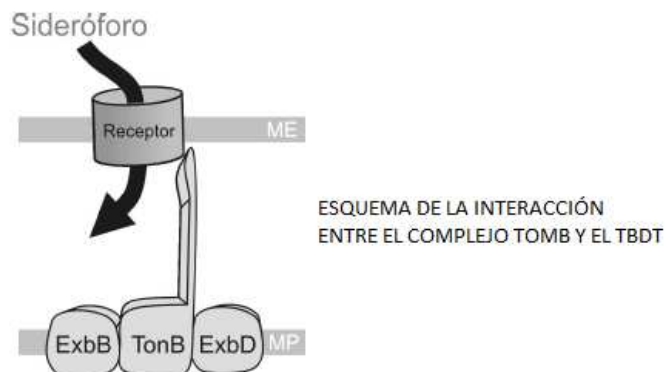 Sideróforo
Receptor
ME
ESQUEMA DE LA INTERACCIÓN
ENTRE EL COMPLEJO TOMB Y EL TBDT
ExbB TonB ExbD MP